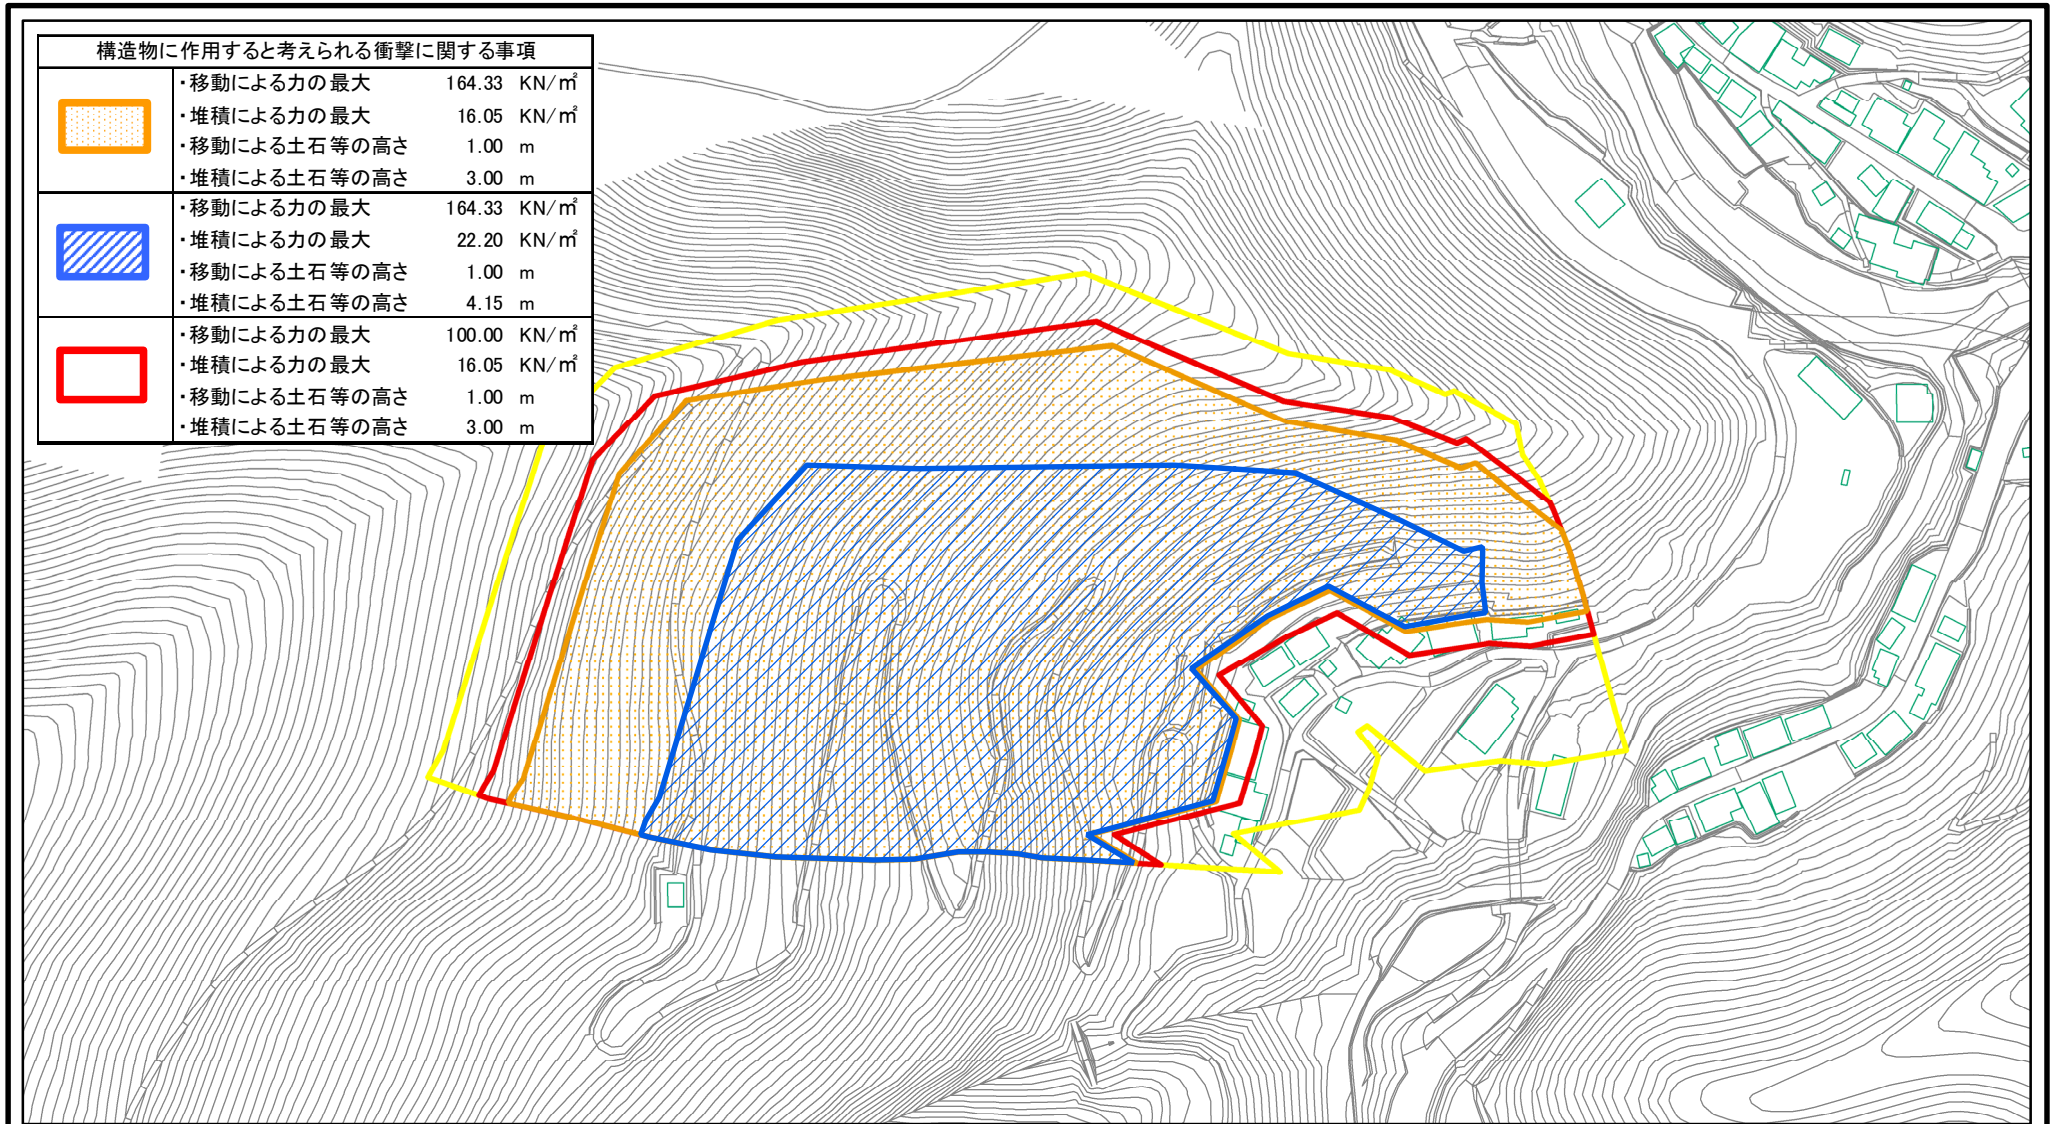 構造物に作用すると考えられる衝撃に関する事項
・移動による力の最大 164.33 KN/㎡
・堆積による力の最大 16.05 KN/㎡
・移動による土石等の高さ 1.00 m
・堆積による土石等の高さ 3.00 m
・移動による力の最大 164.33 KN/㎡
・堆積による力の最大 22.20 KN/㎡
・移動による土石等の高さ 1.00 m
・堆積による土石等の高さ 4.15 m
・移動による力の最大 100.00 KN/㎡
・堆積による力の最大 16.05 KN/㎡
・移動による土石等の高さ 1.00 m
・堆積による土石等の高さ 3.00 m